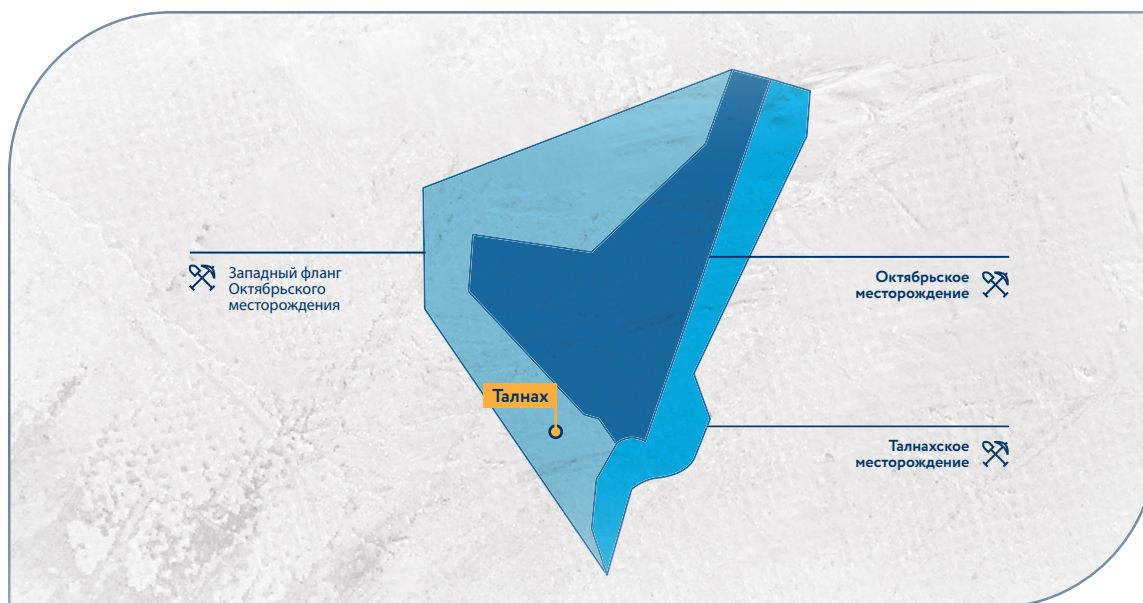 Западный фланг
Октябрьского
месторождения
Октябрьское
месторождение
Талнах
Талнахское
месторождение